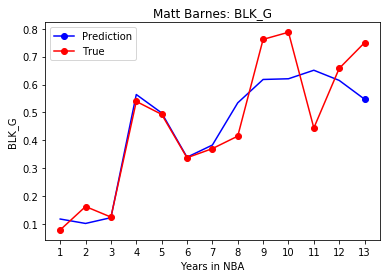 Matt Barnes: BLK_G
Prediction
True
BLK_G
0.8
0.7
0.6
0.5
0.4
0.3
0.2
0.1
1 2 3 4 5 6 7 8 9 10 11 12 13
Years in NBA